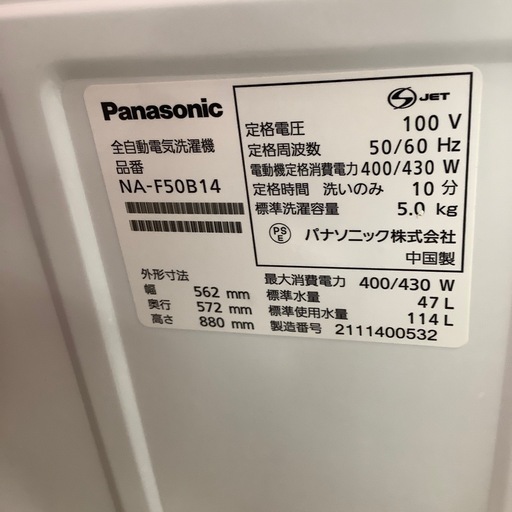 Panasonic
全自動電気洗濯機
品番
NA-F50B14
外形寸法
幅 562 mm
奥行 572 mm
高さ 880 mm
S JET
定格電圧 100 V
定格周波数 50/60 Hz
電動機定格消費電力 400/430 W
定格時間 洗いのみ 10 分
標準洗濯容量 5.0 kg
PS E パナソニック株式会社
中国製
最大消費電力 400/430 W
標準水量 47 L
標準使用水量 114 L
製造番号 2111400532